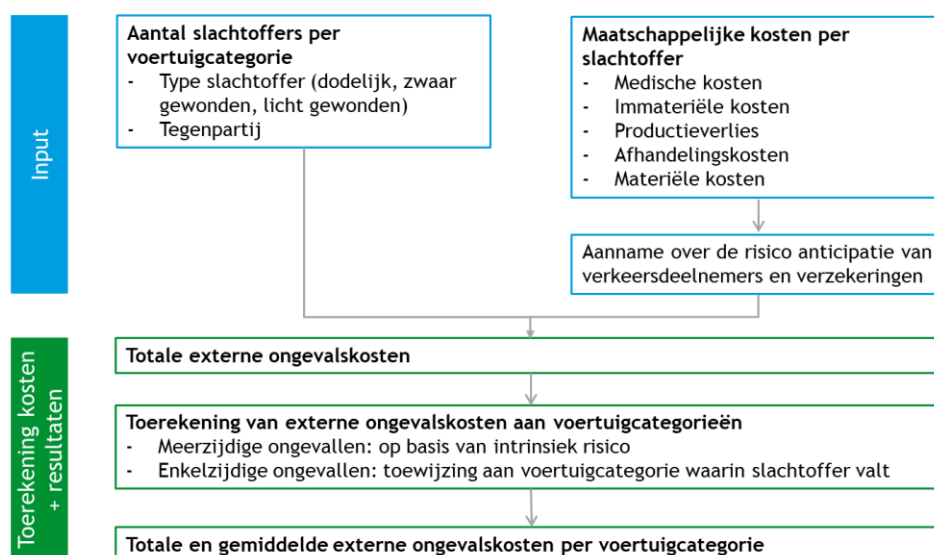 Input
Aantal slachtoffers per
voertuigcategorie
- Type slachtoffer (dodelijk, zwaar
gewonden, licht gewonden)
- Tegenpartij
Maatschappelijke kosten per
slachtoffer
- Medische kosten
- Immateriële kosten
- Productieverlies
- Afhandelingskosten
- Materiële kosten
Aanname over de risico anticipatie van
verkeersdeelnemers en verzekeringen
Toerekening kosten
+ resultaten
Totale externe ongevalskosten
Toerekening van externe ongevalskosten aan voertuigcategorieën
- Meerzijdige ongevallen: op basis van intrinsiek risico
- Enkelzijdige ongevallen: toewijzing aan voertuigcategorie waarin slachtoffer valt
Totale en gemiddelde externe ongevalskosten per voertuigcategorie